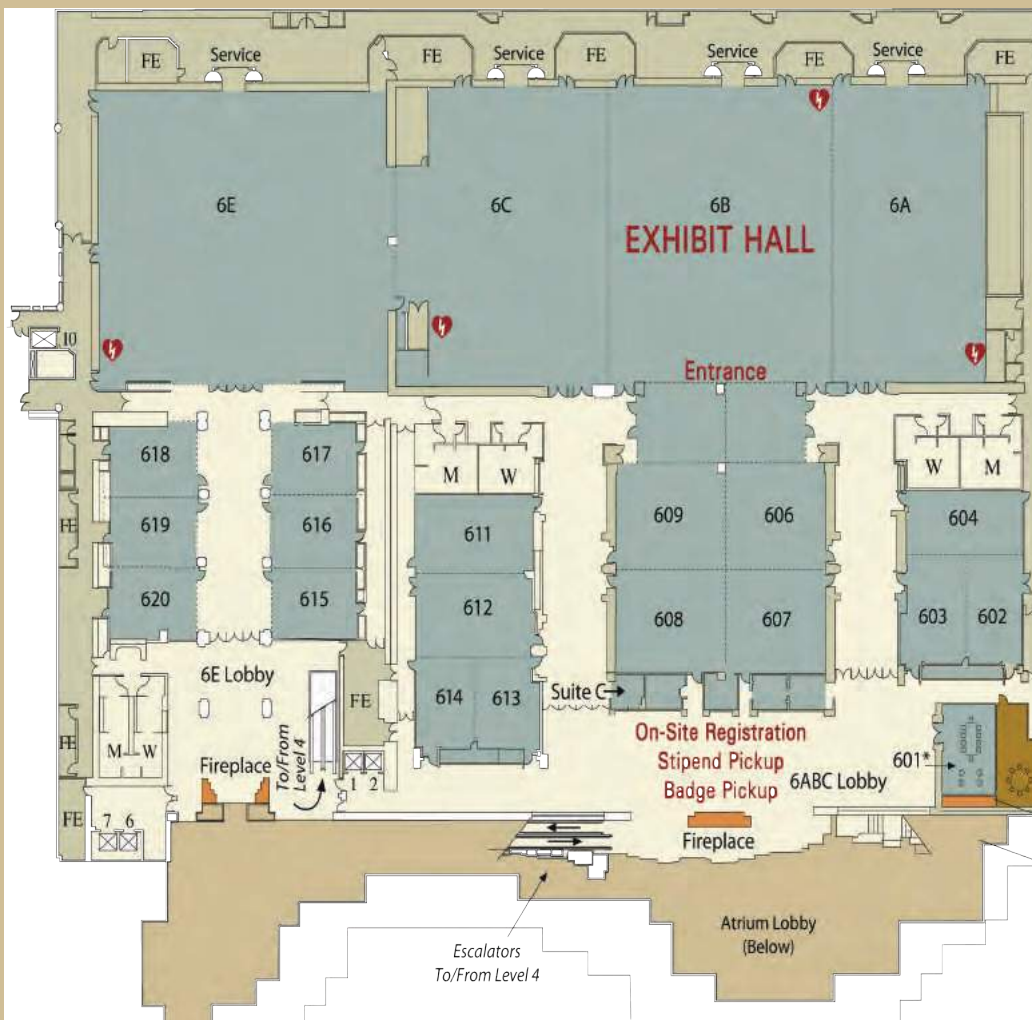 FE
Service
FE
Service
FE
Service
FE
Service
FE
6E
6C
6B
6A
EXHIBIT HALL
10
Entrance
618
617
M
W
W
M
619
616
611
609
606
604
FE
620
615
612
608
607
603
602
6E Lobby
614
613
Suite C
FE
FE
M
W
Fireplace
To/From
Level 4
1
2
On-Site Registration
Stipend Pickup
Badge Pickup
6ABC Lobby
601*
FE
7
6
Fireplace
Atrium Lobby
(Below)
Escalators
To/From Level 4